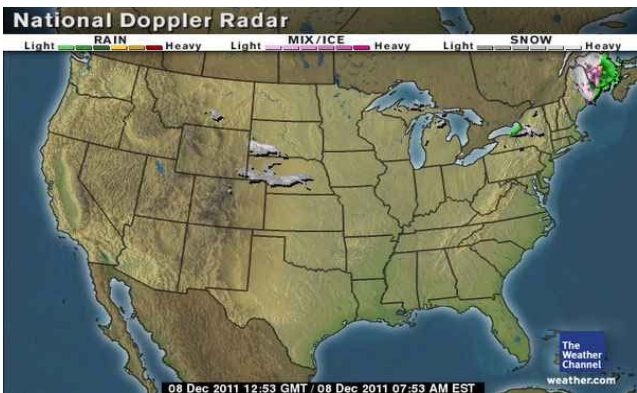 National Doppler Radar
RAIN MIX/ICE SNOW
Light Heavy Light Heavy Light Heavy
The
Weather
Channel
weather.com
08 Dec 2011 12:53 GMT / 08 Dec 2011 07:53 AM EST